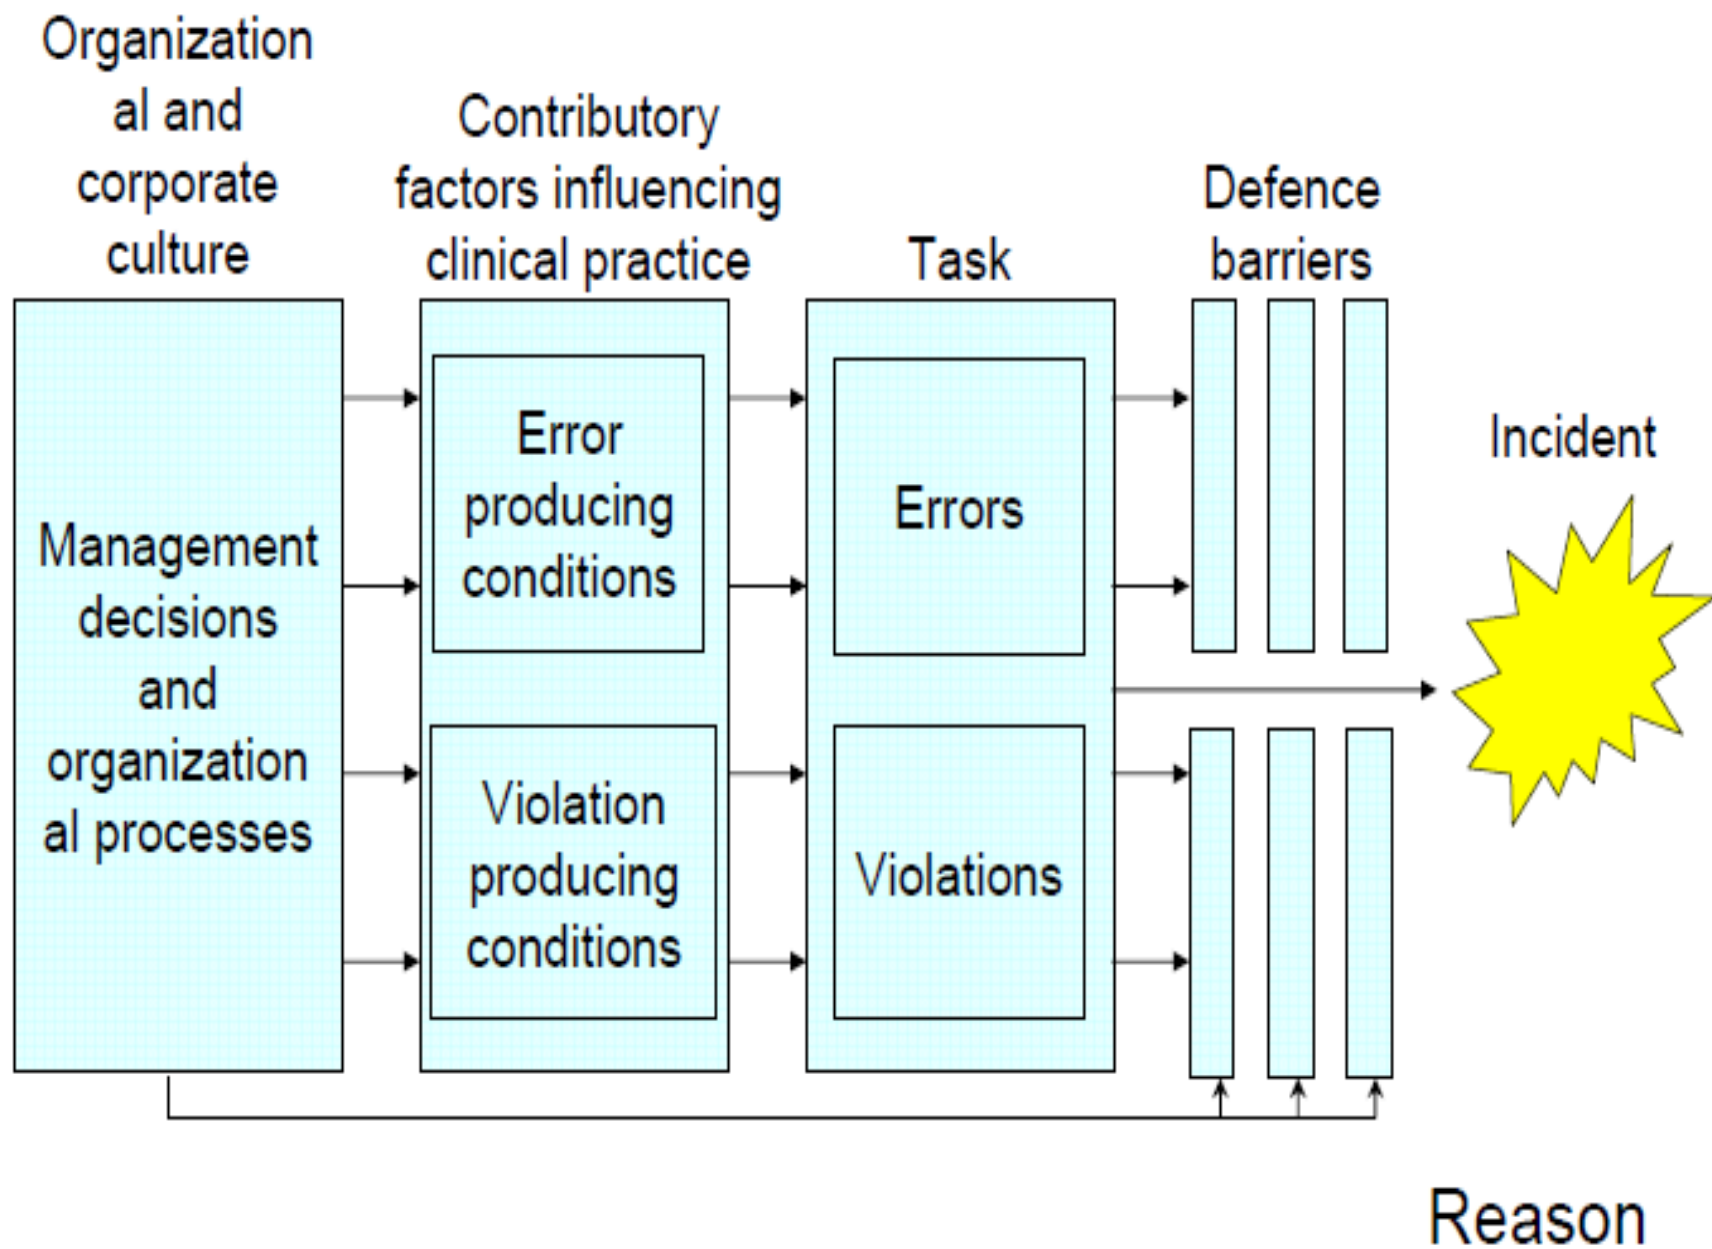 Organization
al and
corporate
culture
Contributory
factors influencing
clinical practice
Task
Defence
barriers
Management
decisions
and
organization
al processes
Error
producing
conditions
Violation
producing
conditions
Errors
Violations
Incident
Reason